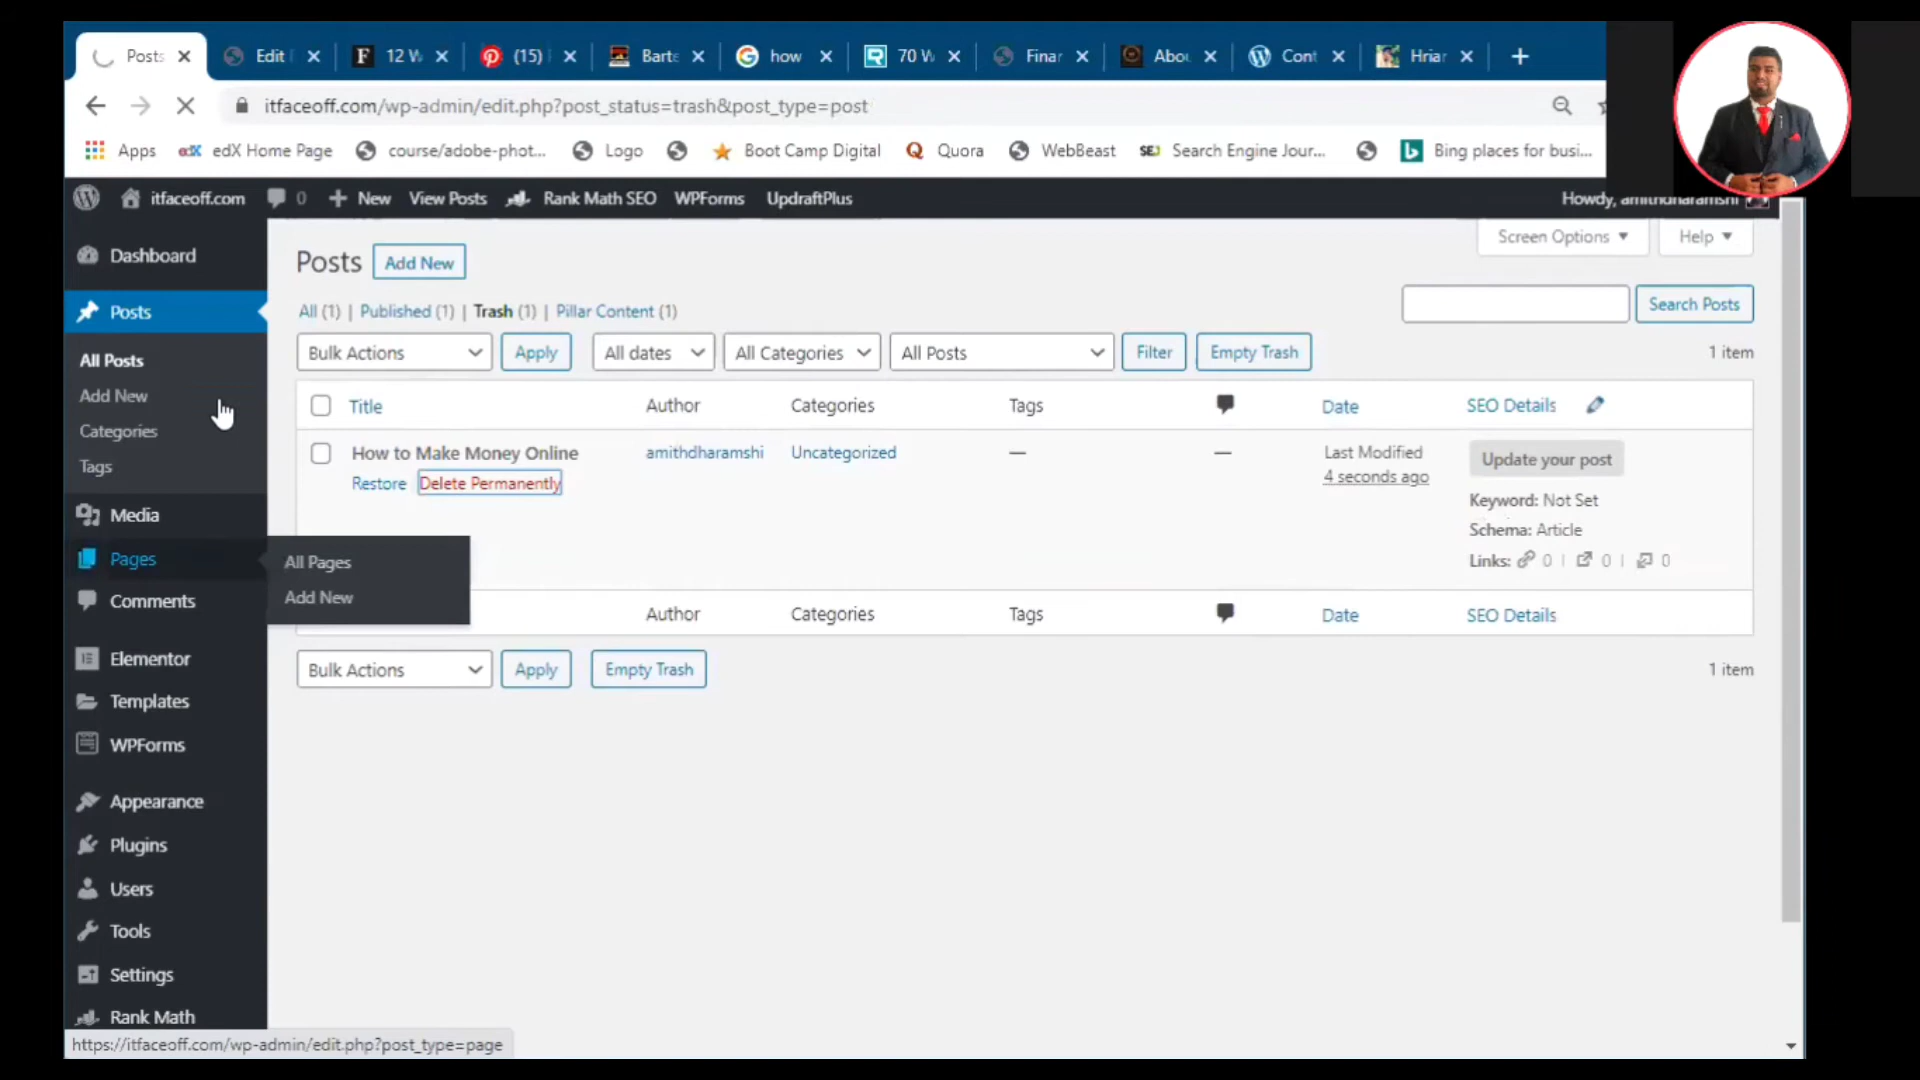 Posts
Edit
12 W
(15)
Barts
how
70 W
Finar
Abou
Cont
Hriar
itfaceoff.com/wp-admin/edit.php?post_status=trash&post_type=post
Apps
edX
edX Home Page
course/adobe-phot...
Logo
Boot Camp Digital
Quora
WebBeast
SEJ
Search Engine Jour...
Bing places for busi...
itfaceoff.com
0
New
View Posts
Rank Math SEO
WPForms
UpdraftPlus
Howdy, amithdharamshi
Dashboard
Posts
All Posts
Add New
Categories
Tags
Media
Pages
Comments
Elementor
Templates
WPForms
Appearance
Plugins
Users
Tools
Settings
Rank Math
All Pages
Add New
Screen Options
Help
Posts
Add New
All (1) | Published (1) | Trash (1) | Pillar Content (1)
Search Posts
Bulk Actions
Apply
All dates
All Categories
All Posts
Filter
Empty Trash
1 item
Title
Author
Categories
Tags
Date
SEO Details
How to Make Money Online
Restore
Delete Permanently
amithdharamshi
Uncategorized
—
—
Last Modified
4 seconds ago
Update your post
Keyword: Not Set
Schema: Article
Links: 0 | 0 | 0
Author
Categories
Tags
Date
SEO Details
Bulk Actions
Apply
Empty Trash
1 item
https://itfaceoff.com/wp-admin/edit.php?post_type=page